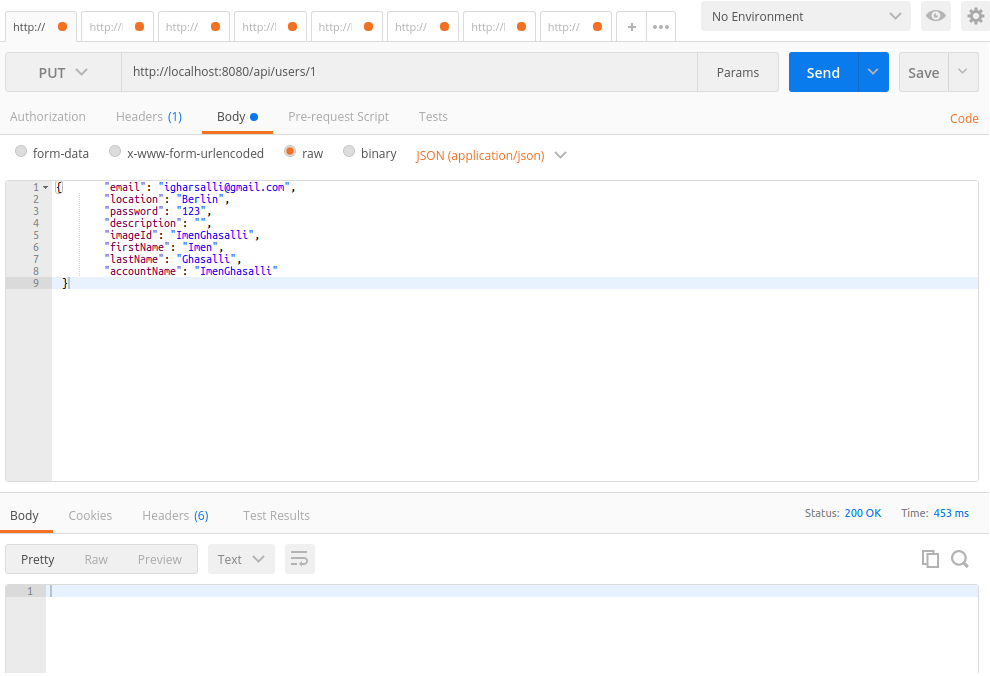 http:// http:// http:// http://l http://l http:// http://l http:// + ••• No Environment
PUT http://localhost:8080/api/users/1 Params Send Save
Authorization Headers (1) Body Pre-request Script Tests Code
form-data x-www-form-urlencoded raw binary JSON (application/json)
1 { "email": "igharsalli@gmail.com",
2 "location": "Berlin",
3 "password": "123",
4 "description": "",
5 "imageId": "ImenGhasalli",
6 "firstName": "Imen",
7 "lastName": "Ghasalli",
8 "accountName": "ImenGhasalli"
9 }
Body Cookies Headers (6) Test Results Status: 200 OK Time: 453 ms
Pretty Raw Preview Text
1